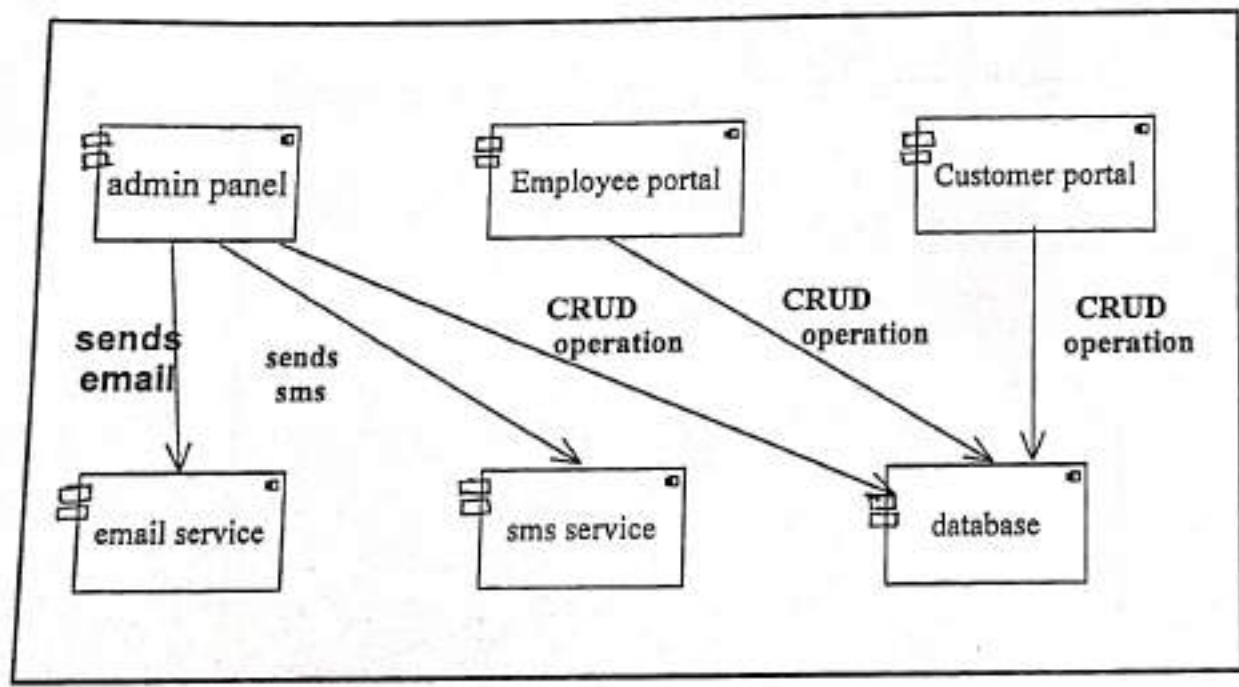 admin panel
Employee portal
Customer portal
sends
email
sends
sms
CRUD
operation
CRUD
operation
CRUD
operation
email service
sms service
database